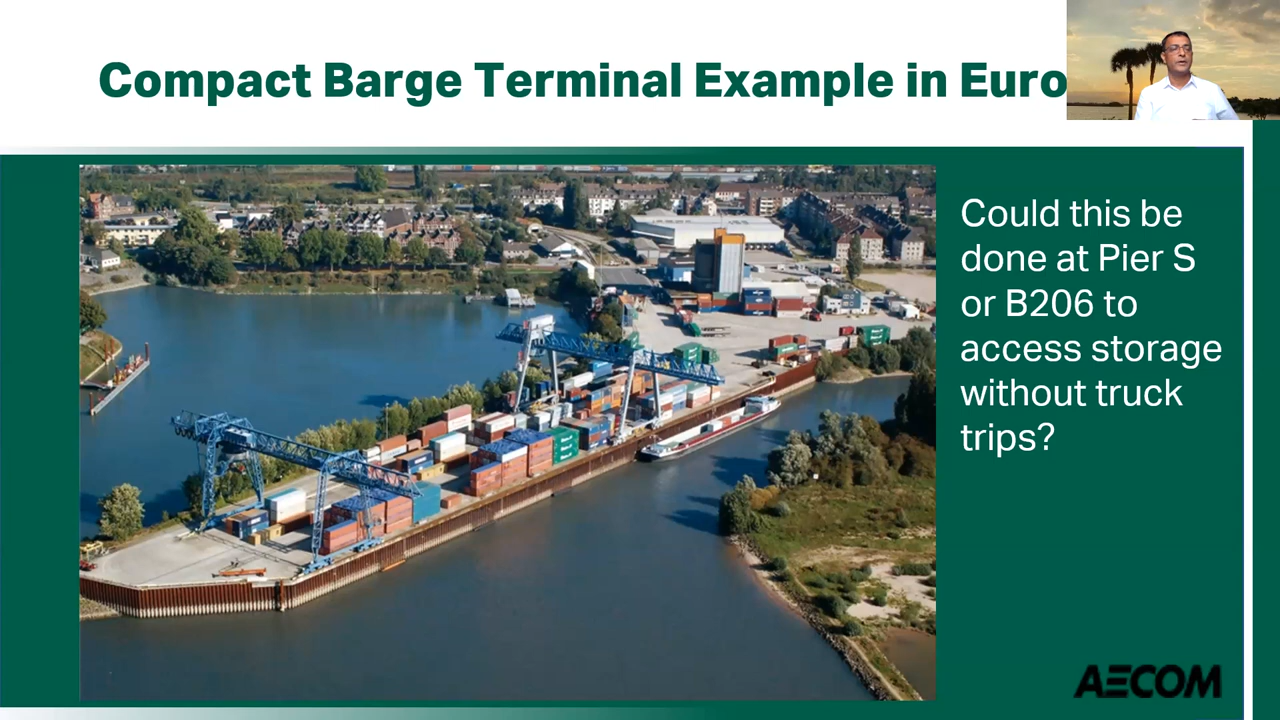 Compact Barge Terminal Example in Euro
Could this be
done at Pier S
or B206 to
access storage
without truck
trips?
AECOM